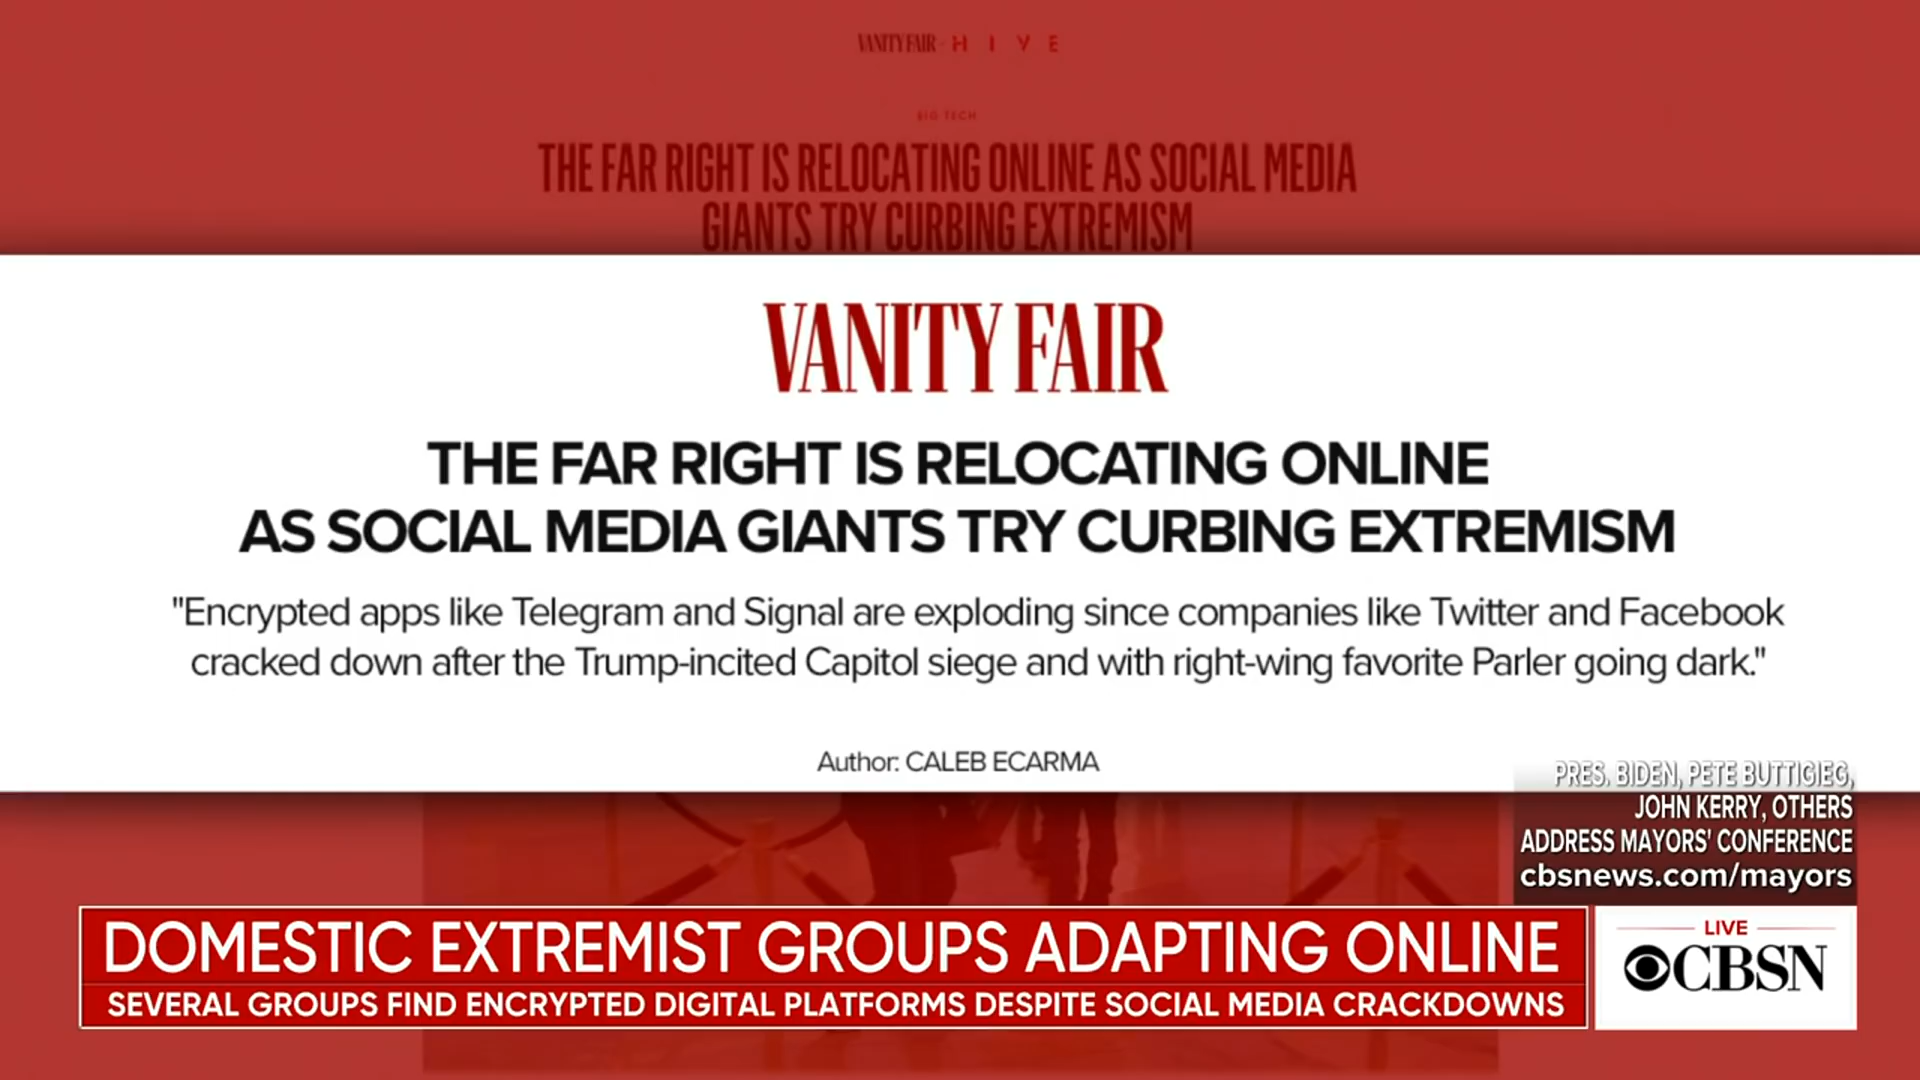 VANITY FAIR HIVE
BIG TECH
THE FAR RIGHT IS RELOCATING ONLINE AS SOCIAL MEDIA
GIANTS TRY CURBING EXTREMISM
VANITY FAIR
THE FAR RIGHT IS RELOCATING ONLINE
AS SOCIAL MEDIA GIANTS TRY CURBING EXTREMISM
"Encrypted apps like Telegram and Signal are exploding since companies like Twitter and Facebook
cracked down after the Trump-incited Capitol siege and with right-wing favorite Parler going dark."
Author: CALEB ECARMA
PRES. BIDEN, PETE BUTTIGIEG,
JOHN KERRY, OTHERS
ADDRESS MAYORS' CONFERENCE
cbsnews.com/mayors
DOMESTIC EXTREMIST GROUPS ADAPTING ONLINE
SEVERAL GROUPS FIND ENCRYPTED DIGITAL PLATFORMS DESPITE SOCIAL MEDIA CRACKDOWNS
LIVE
CBSN